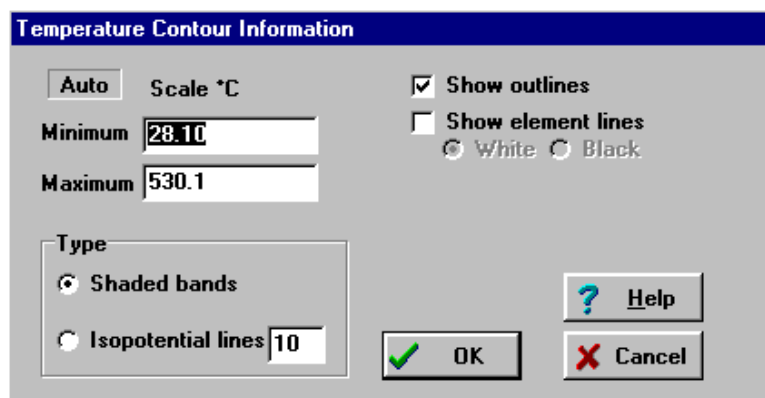 Temperature Contour Information
Auto
Scale °C
Minimum 28.10
Maximum 530.1
Show outlines
Show element lines
White Black
Type
Shaded bands
Isopotential lines 10
OK
Help
Cancel